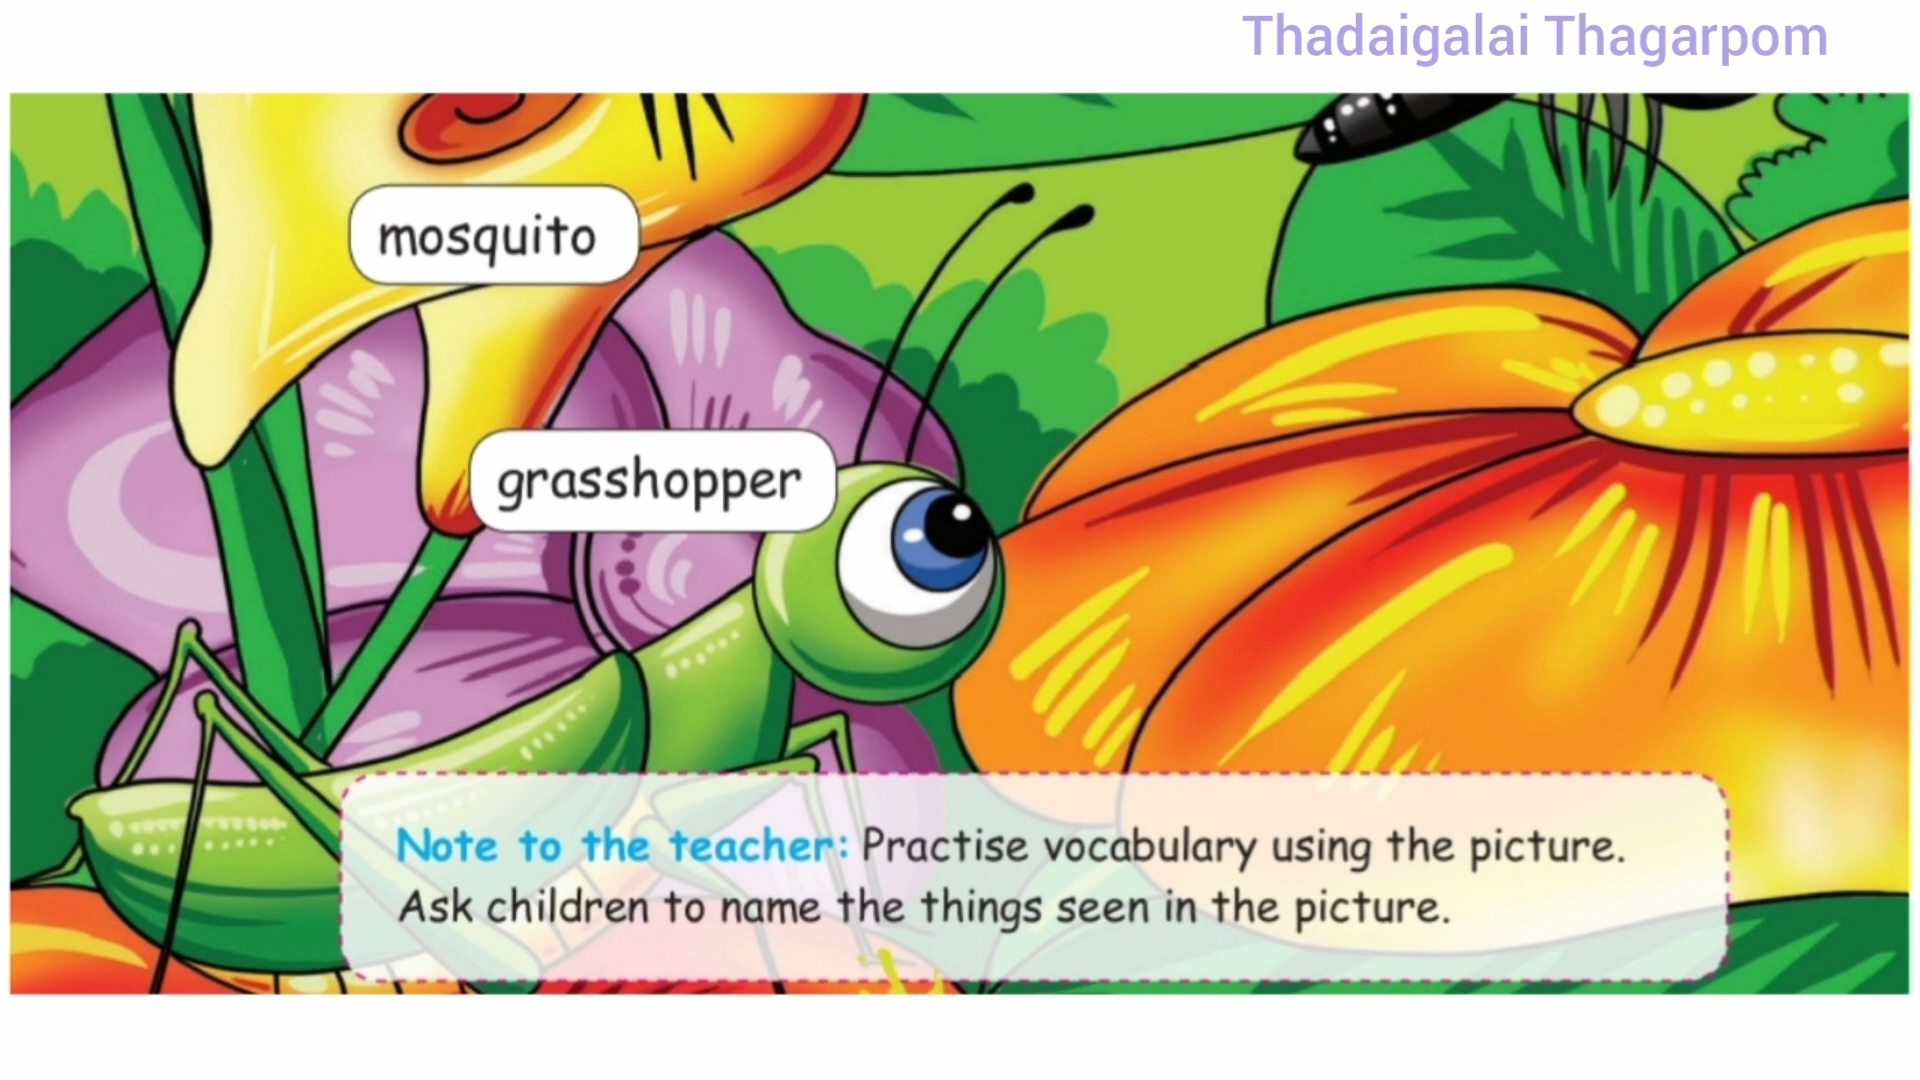 Thadaigalai Thagarpom
mosquito
grasshopper
Note to the teacher: Practise vocabulary using the picture.
Ask children to name the things seen in the picture.